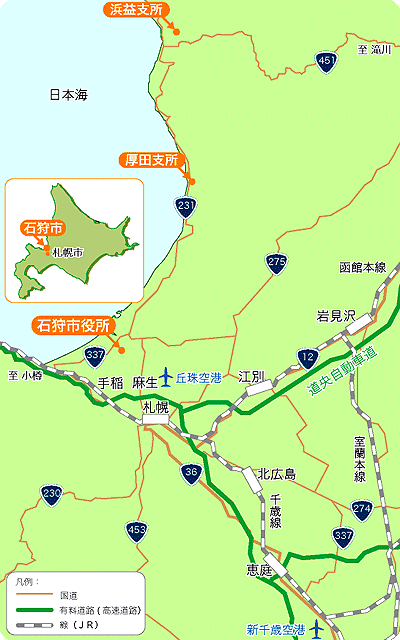 浜益支所
至 滝川
451
日本海
厚田支所
231
石狩市
札幌市
275
函館本線
岩見沢
石狩市役所
337
12
至 小樽
手稲
麻生
丘珠空港
江別
道央自動車道
札幌
室蘭本線
36
北広島
230
千歳線
274
453
337
恵庭
新千歳空港
凡例：
国道
有料道路（高速道路）
線（JR）